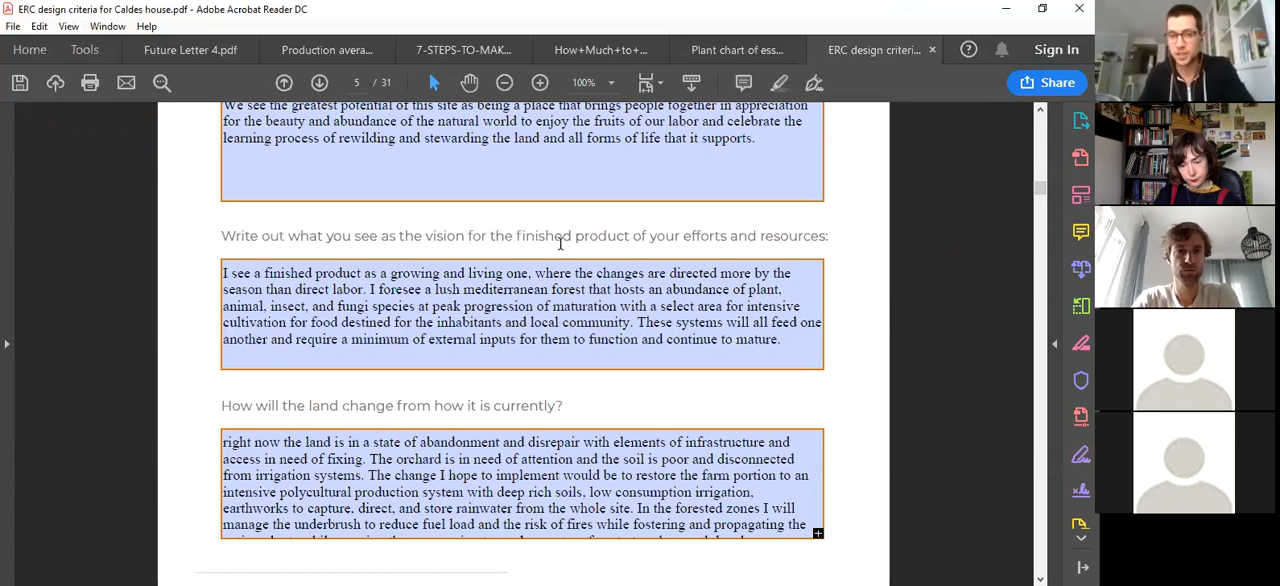 ERC design criteria for Caldes house.pdf - Adobe Acrobat Reader DC
File Edit View Window Help
Home Tools Future Letter 4.pdf Production avera... 7-STEPS-TO-MAK... How+Much+to+... Plant chart of ess... ERC design criteri... × Sign In
5 / 31 100% Share
We see the greatest potential of this site as being a place that brings people together in appreciation
for the beauty and abundance of the natural world to enjoy the fruits of our labor and celebrate the
learning process of rewilding and stewarding the land and all forms of life that it supports.
Write out what you see as the vision for the finished product of your efforts and resources:
I see a finished product as a growing and living one, where the changes are directed more by the
season than direct labor. I foresee a lush mediterranean forest that hosts an abundance of plant,
animal, insect, and fungi species at peak progression of maturation with a select area for intensive
cultivation for food destined for the inhabitants and local community. These systems will all feed one
another and require a minimum of external inputs for them to function and continue to mature.
How will the land change from how it is currently?
right now the land is in a state of abandonment and disrepair with elements of infrastructure and
access in need of fixing. The orchard is in need of attention and the soil is poor and disconnected
from irrigation systems. The change I hope to implement would be to restore the farm portion to an
intensive polycultural production system with deep rich soils, low consumption irrigation,
earthworks to capture, direct, and store rainwater from the whole site. In the forested zones I will
manage the underbrush to reduce fuel load and the risk of fires while fostering and propagating the